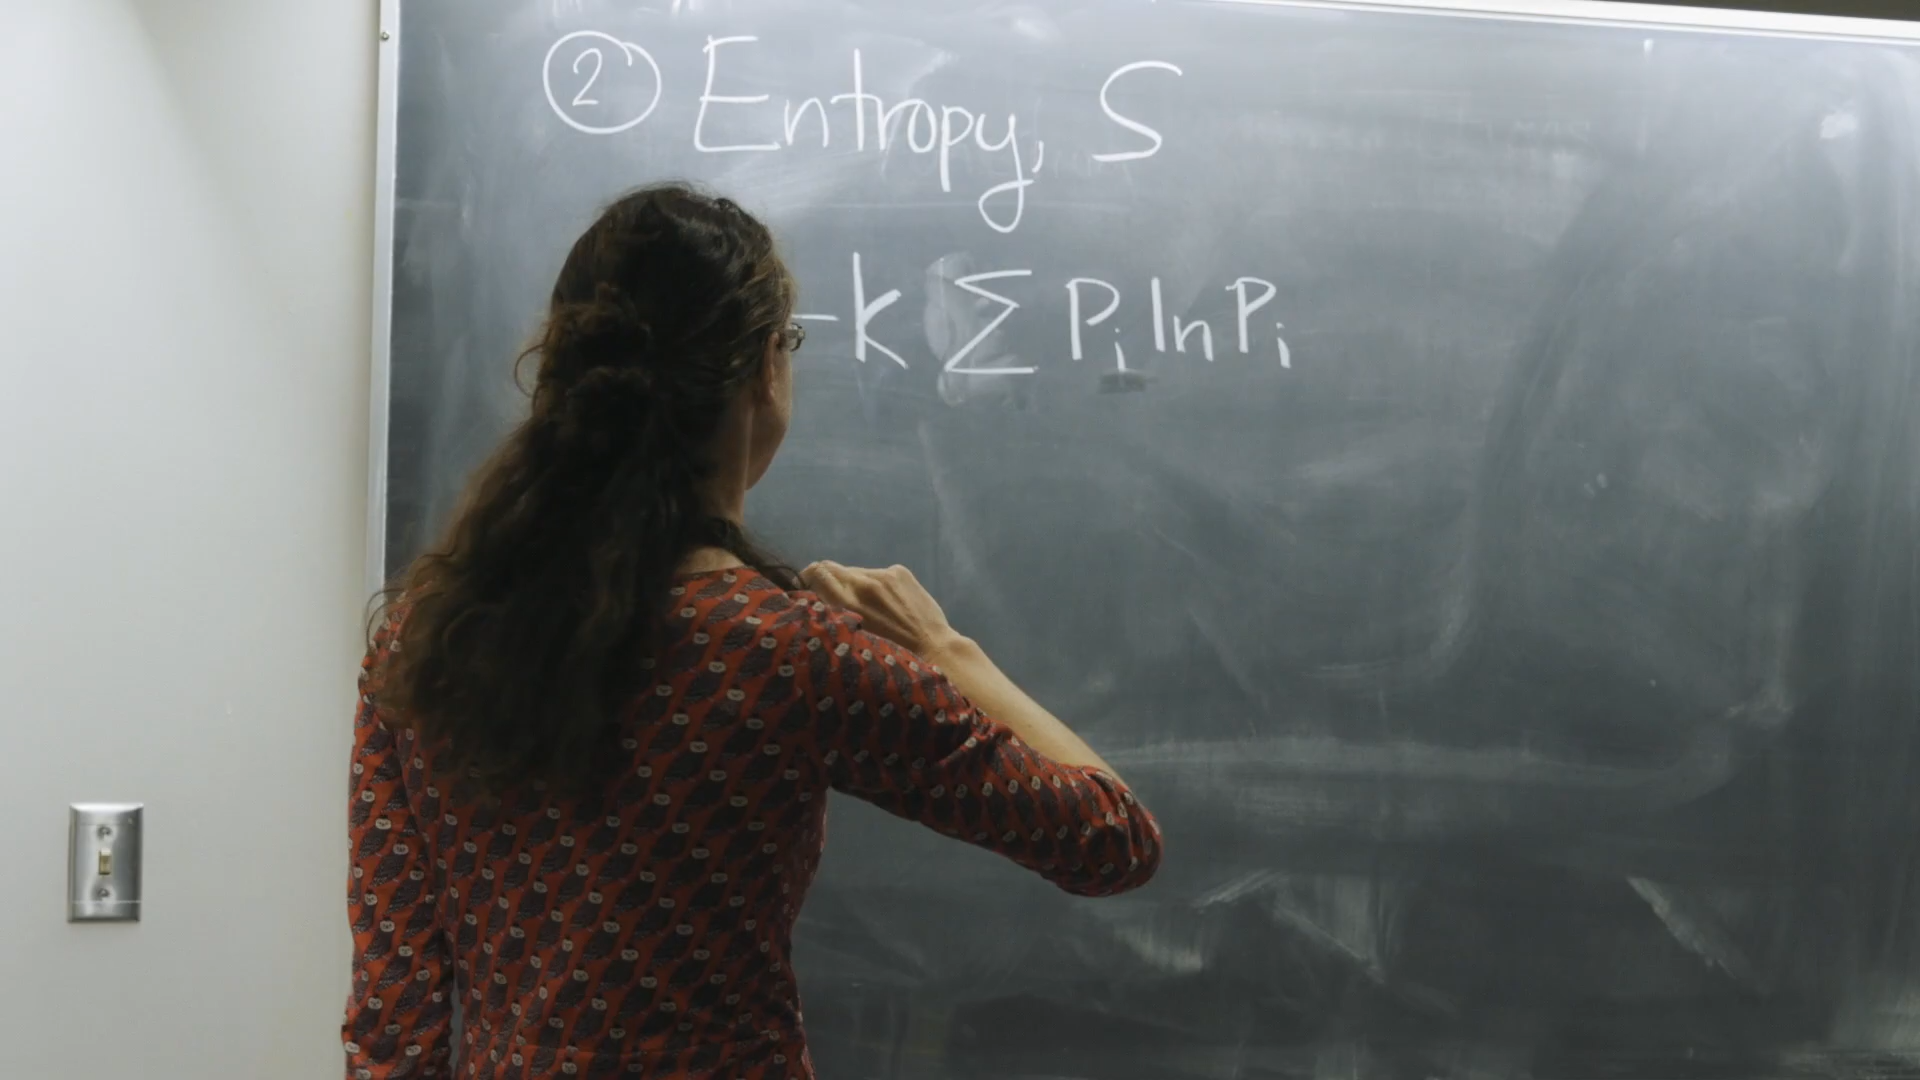 ② Entropy, S
-k ∑ Pᵢ ln Pᵢ